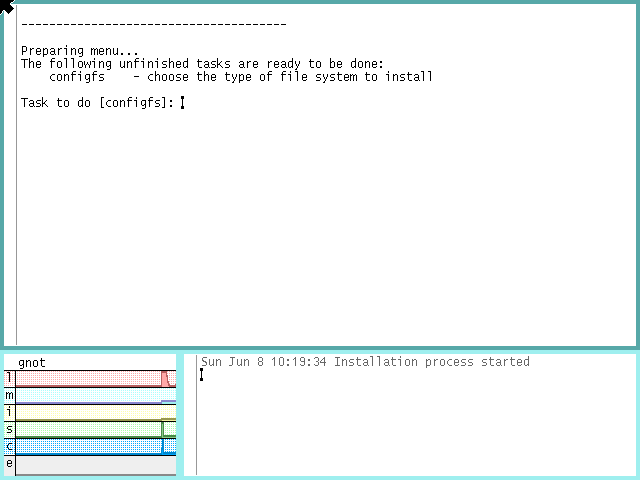 --------------------------------------
Preparing menu...
The following unfinished tasks are ready to be done:
    configfs    - choose the type of file system to install
Task to do [configfs]:
gnot
Sun Jun 8 10:19:34 Installation process started
l
m
i
s
c
e